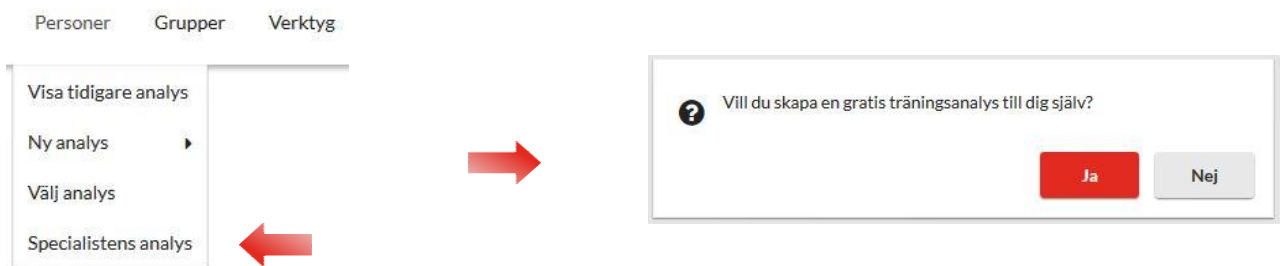 Personer Grupper Verktyg
Visa tidigare analys
Ny analys
Välj analys
Specialistens analys
Vill du skapa en gratis träningsanalys till dig själv?
Ja Nej